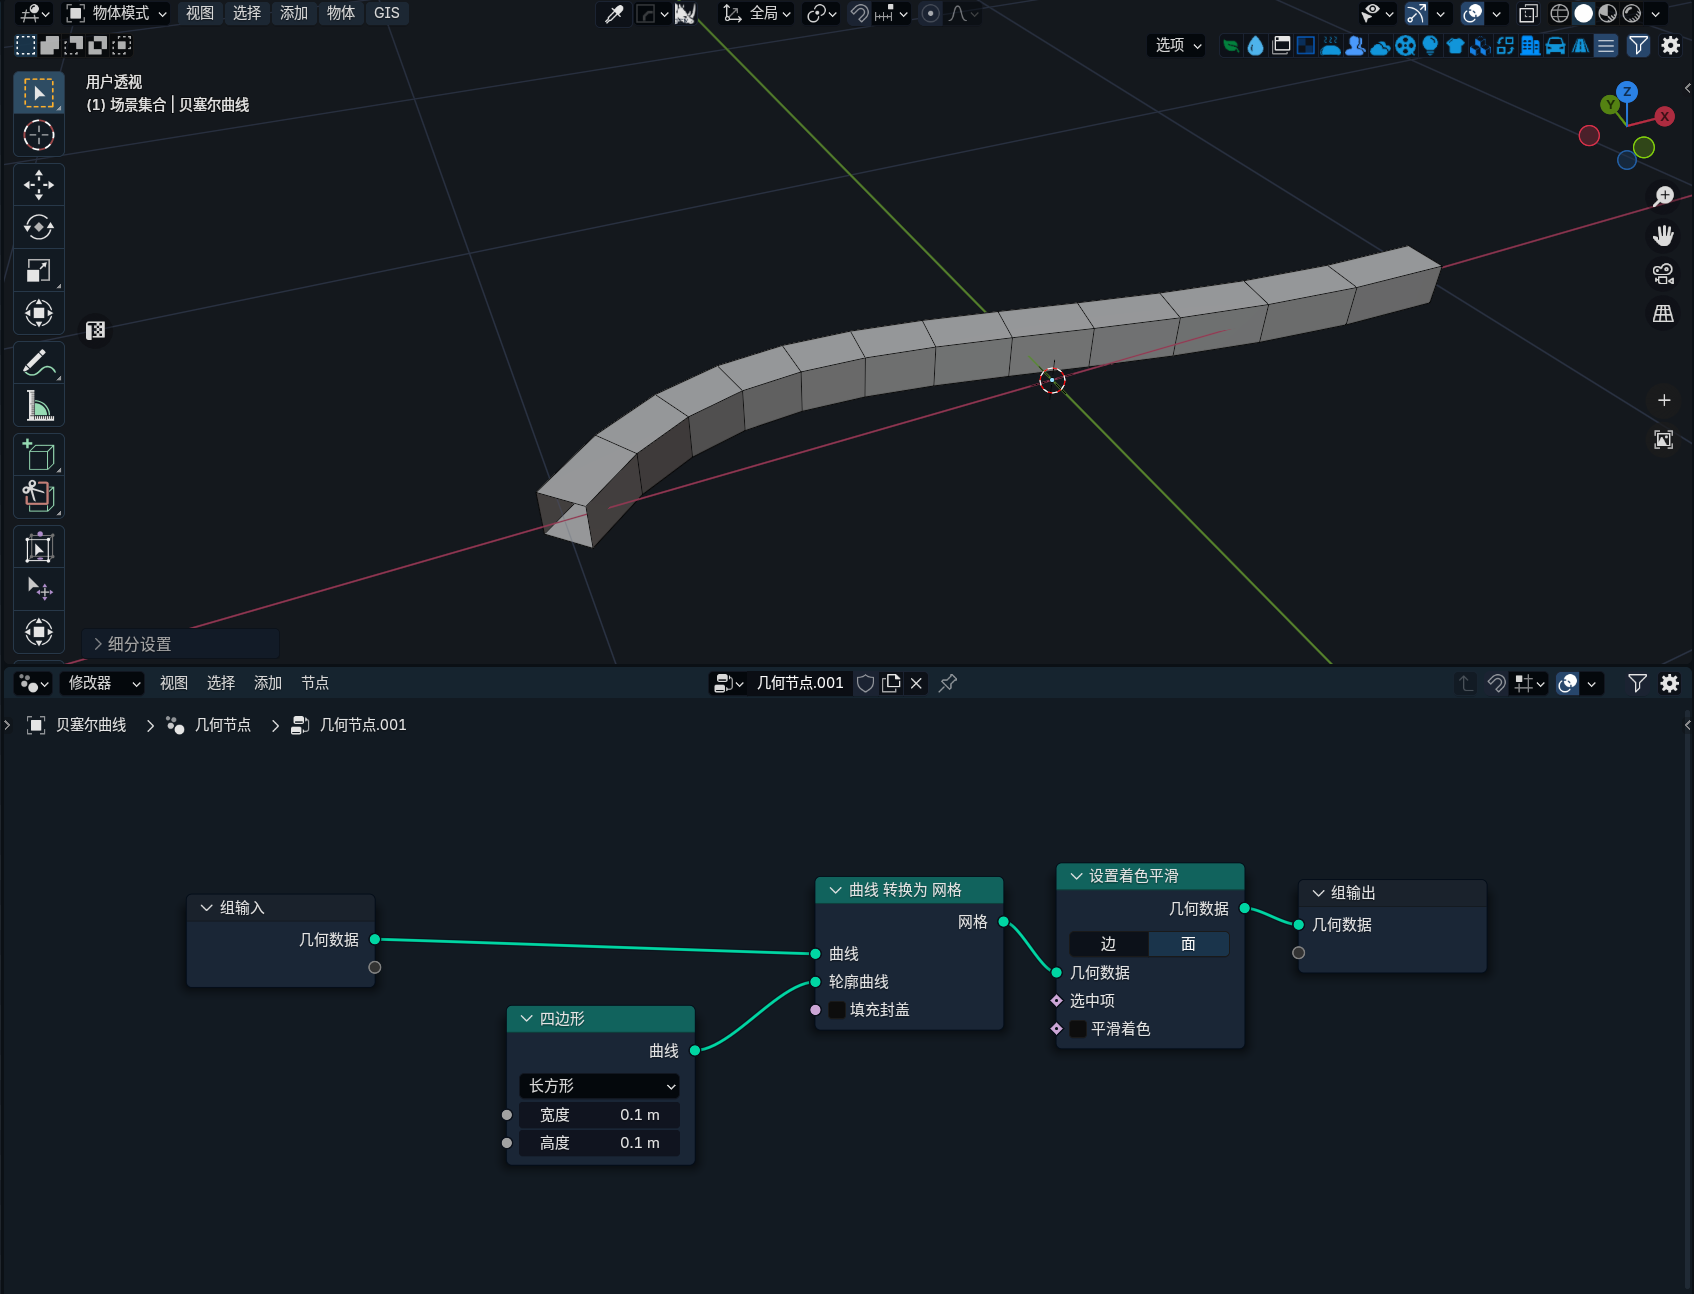 物体模式 视图 选择 添加 物体 GIS 全局
选项
用户透视
(1) 场景集合 | 贝塞尔曲线
Z
Y
X
细分设置
修改器 视图 选择 添加 节点 几何节点.001
贝塞尔曲线 几何节点 几何节点.001
组输入
几何数据
四边形
曲线
长方形
宽度 0.1 m
高度 0.1 m
曲线 转换为 网格
网格
曲线
轮廓曲线
填充封盖
设置着色平滑
几何数据
边 面
几何数据
选中项
平滑着色
组输出
几何数据